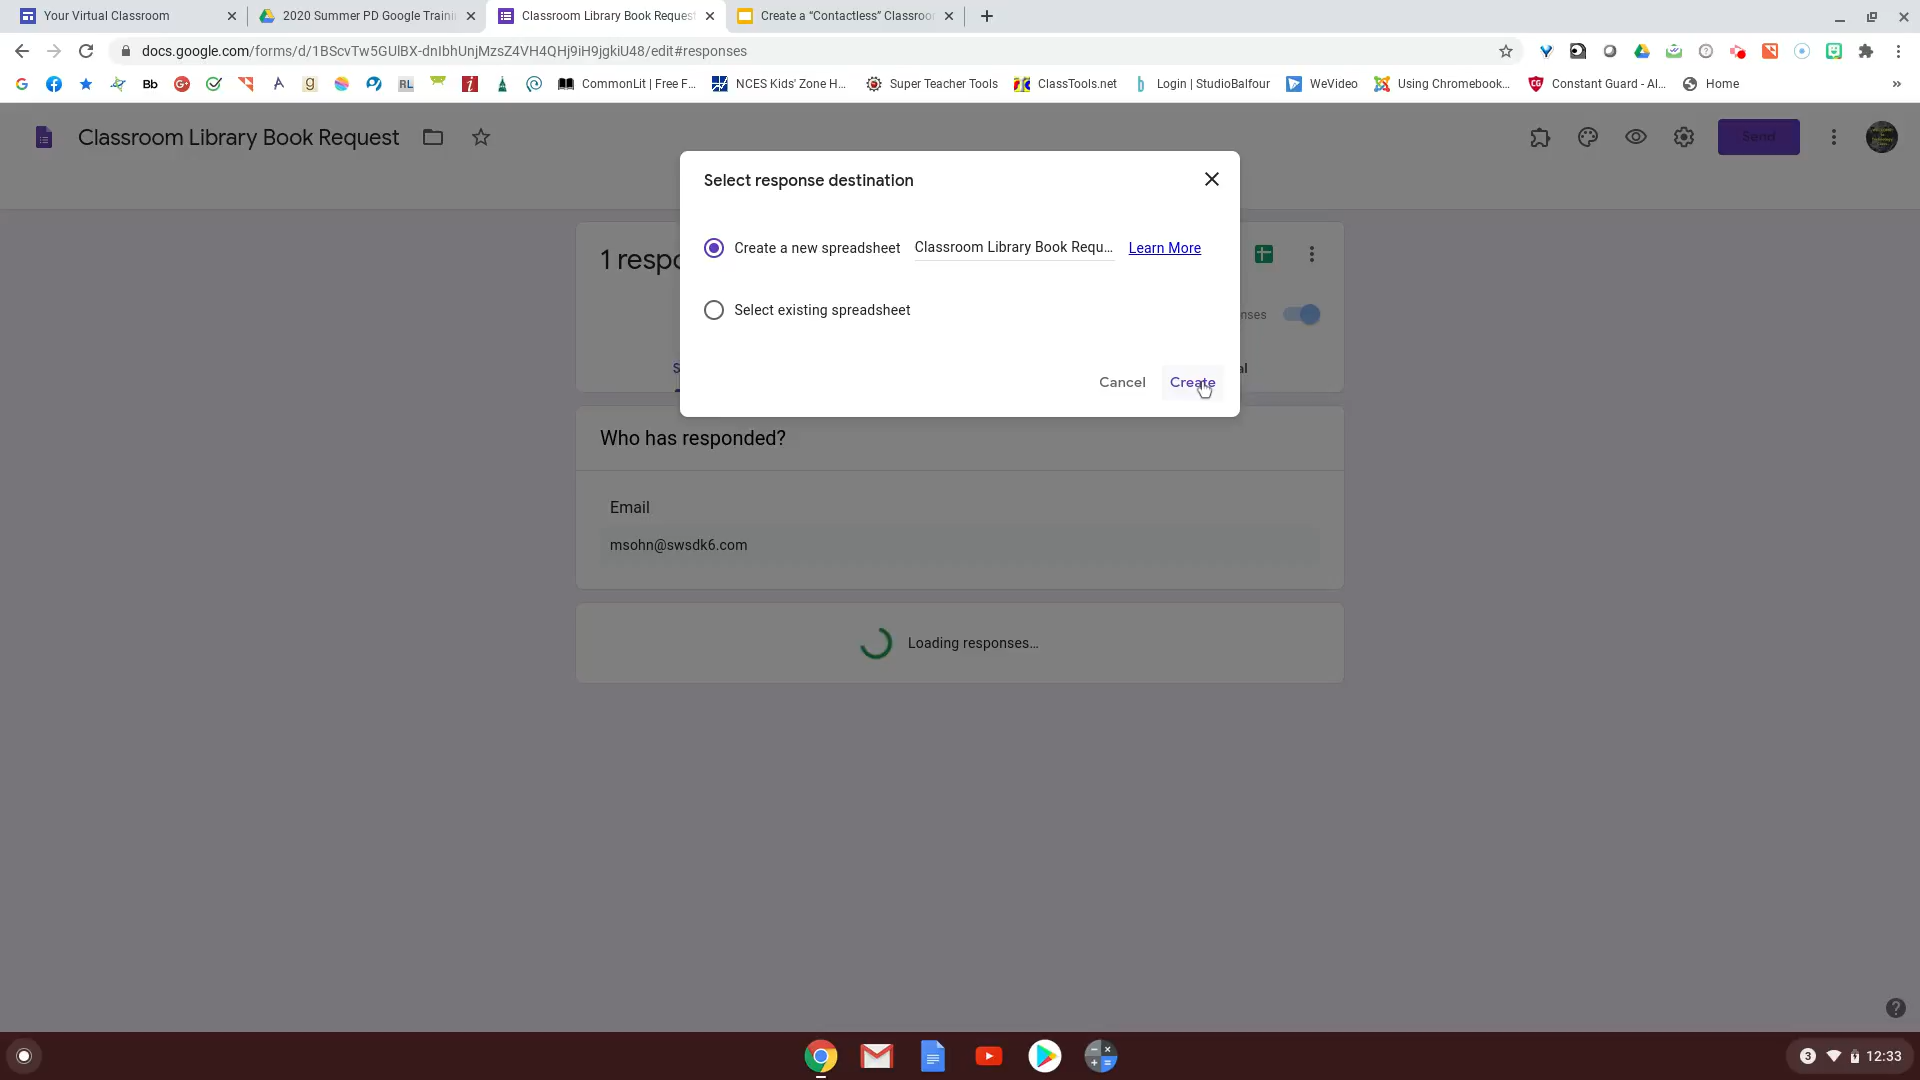 Your Virtual Classroom
2020 Summer PD Google Traini
Classroom Library Book Request
Create a “Contactless” Classroo
docs.google.com/forms/d/1BScvTw5GUlBX-dnIbhUnjMzsZ4VH4QHj9iH9jgkiU48/edit#responses
Bb
RL
CommonLit | Free F...
NCES Kids' Zone H...
Super Teacher Tools
ClassTools.net
Login | StudioBalfour
WeVideo
Using Chromebook...
Constant Guard - Al...
Home
Classroom Library Book Request
Send
Select response destination
Create a new spreadsheet
Classroom Library Book Requ...
Learn More
Select existing spreadsheet
Cancel
Create
1 respo
nses
S
al
Who has responded?
Email
msohn@swsdk6.com
Loading responses...
3
12:33